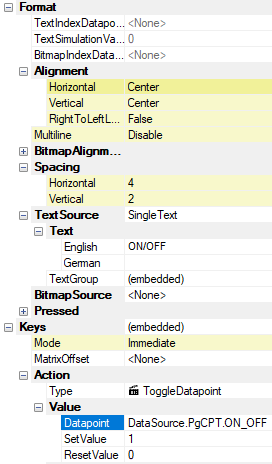 Format
TextIndexDatapo... <None>
TextSimulationVa... 0
BitmapIndexData... <None>
Alignment
Horizontal Center
Vertical Center
RightToLeftL... False
Multiline Disable
BitmapAlignm...
Spacing
Horizontal 4
Vertical 2
TextSource SingleText
Text
English ON/OFF
German
TextGroup (embedded)
BitmapSource <None>
Pressed
Keys (embedded)
Mode Immediate
MatrixOffset <None>
Action
Type ToggleDatapoint
Value
Datapoint DataSource.PgCPT.ON_OFF
SetValue 1
ResetValue 0